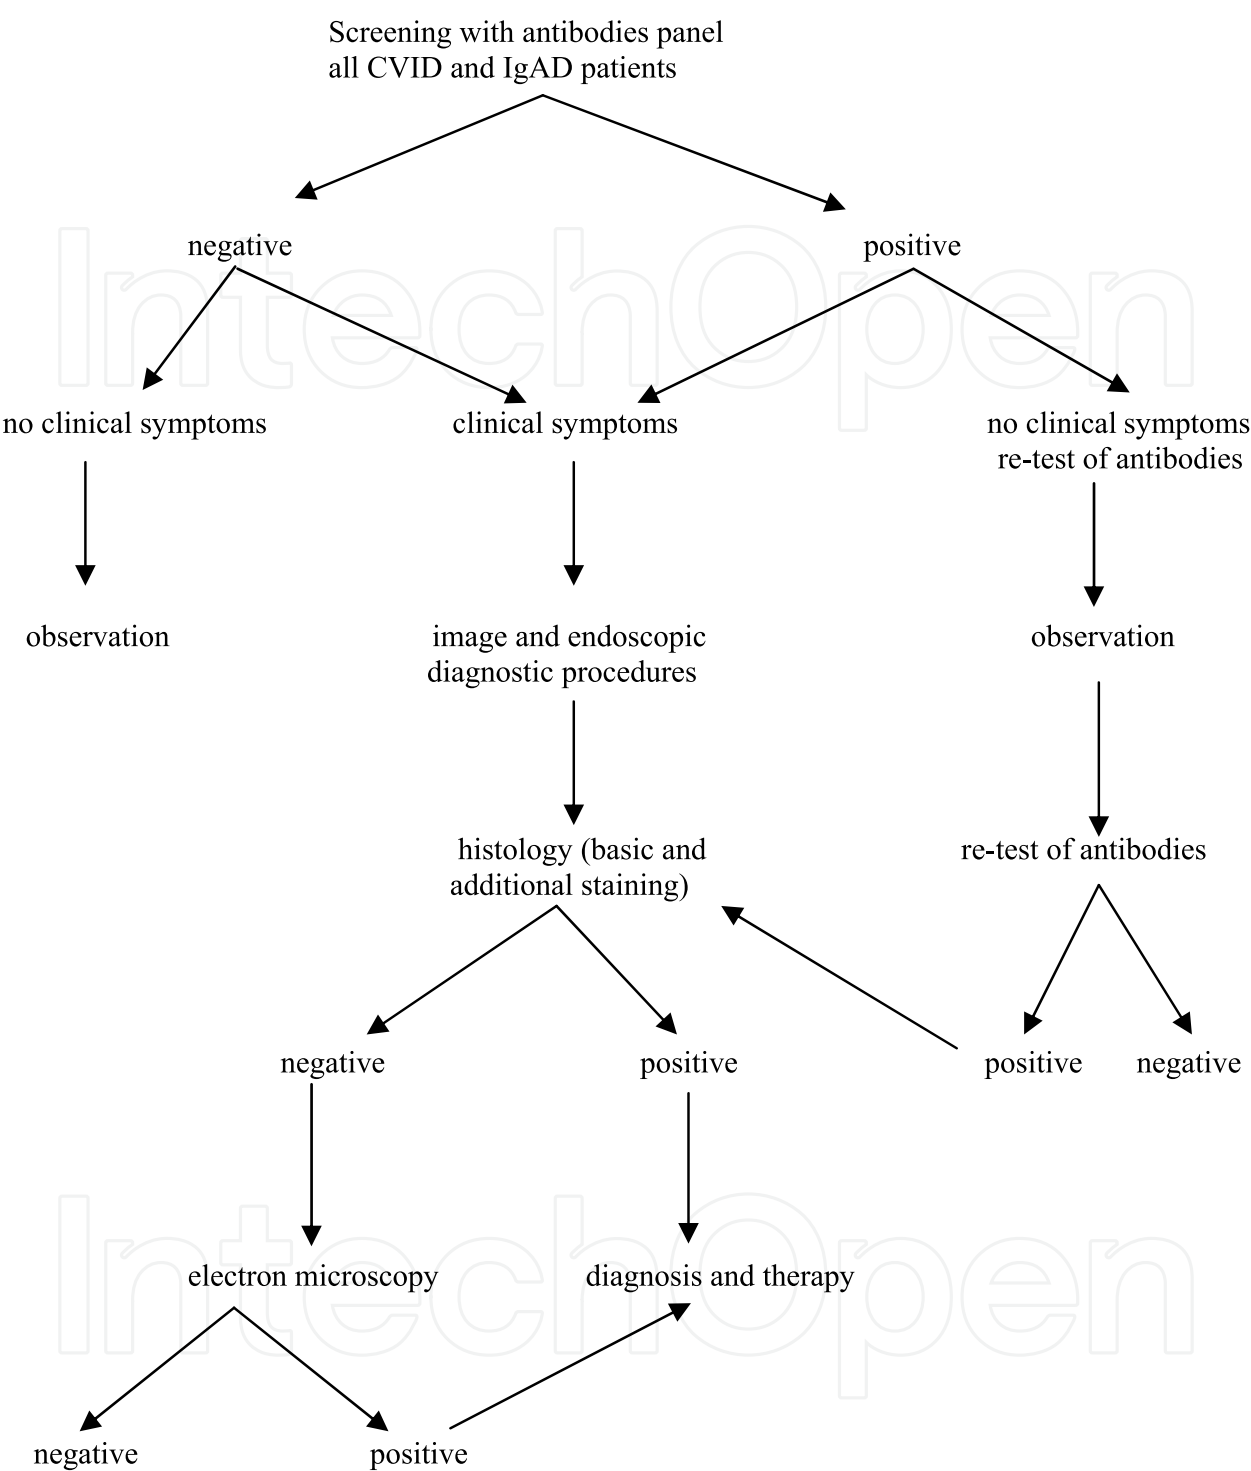 Screening with antibodies panel
all CVID and IgAD patients
negative
positive
no clinical symptoms
clinical symptoms
no clinical symptoms
re-test of antibodies
observation
image and endoscopic
diagnostic procedures
observation
histology (basic and
additional staining)
re-test of antibodies
negative
positive
positive
negative
electron microscopy
diagnosis and therapy
negative
positive
IntechOpen
IntechOpen